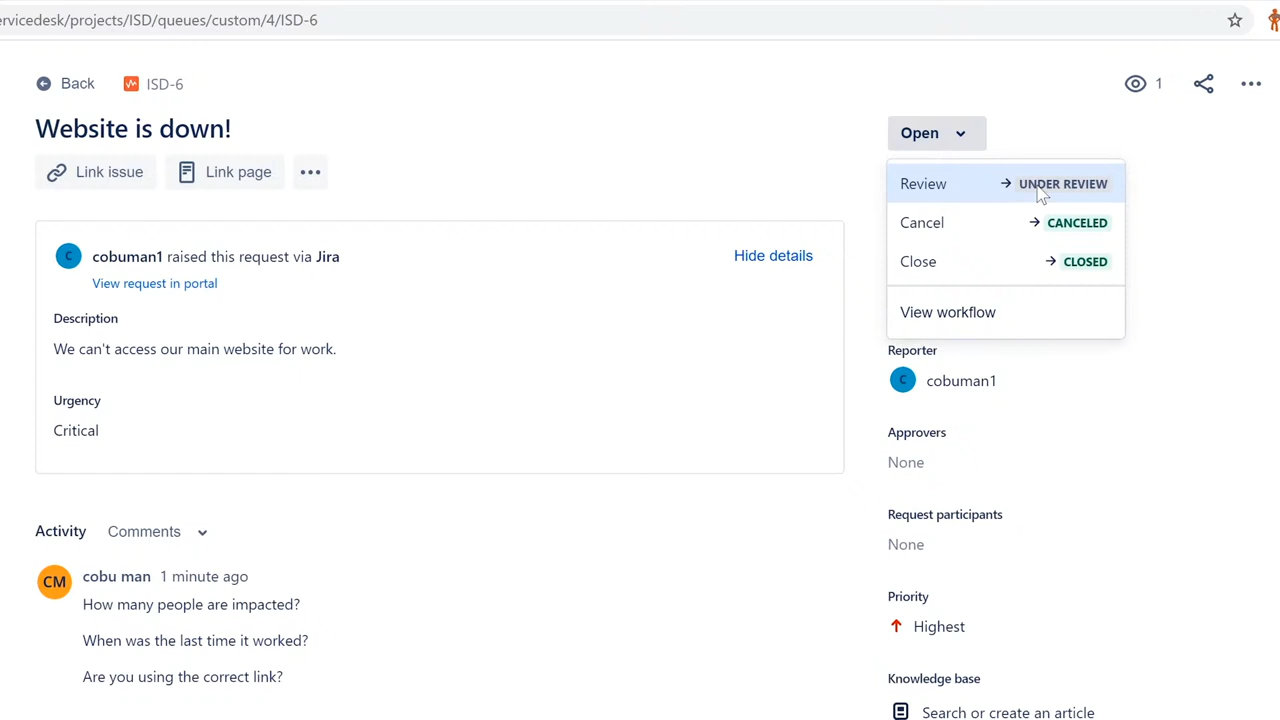 ervicedesk/projects/ISD/queues/custom/4/ISD-6
Back ISD-6
1
Website is down!
Open
Link issue Link page
Review → UNDER REVIEW
Cancel → CANCELED
Close → CLOSED
View workflow
C cobuman1 raised this request via Jira
Hide details
View request in portal
Description
We can't access our main website for work.
Urgency
Critical
Reporter
C cobuman1
Approvers
None
Request participants
None
Priority
Highest
Knowledge base
Search or create an article
Activity Comments
CM cobu man 1 minute ago
How many people are impacted?
When was the last time it worked?
Are you using the correct link?